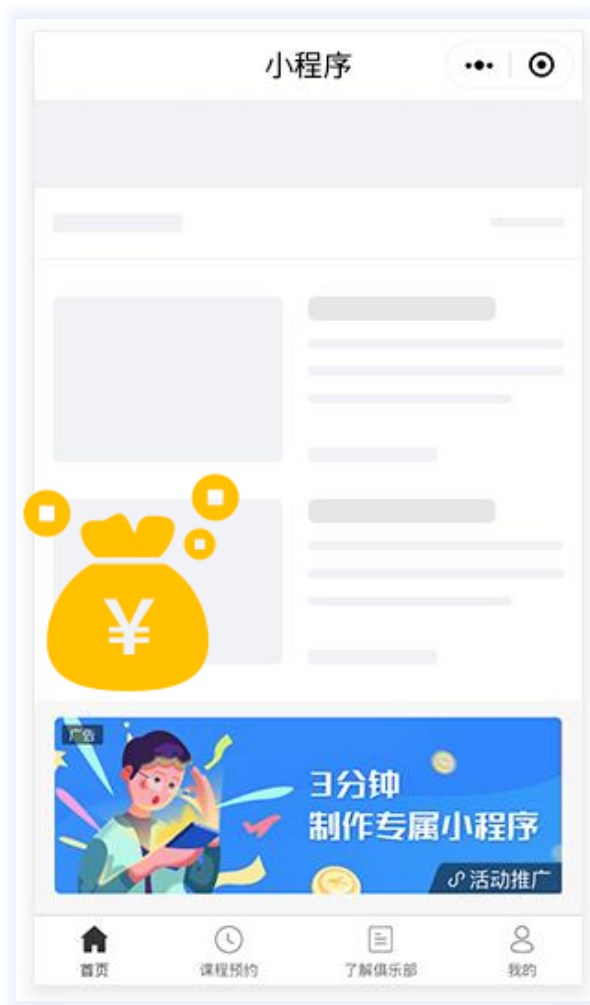 小程序
¥
广告
3分钟
制作专属小程序
活动推广
首页 课程预约 了解俱乐部 我的